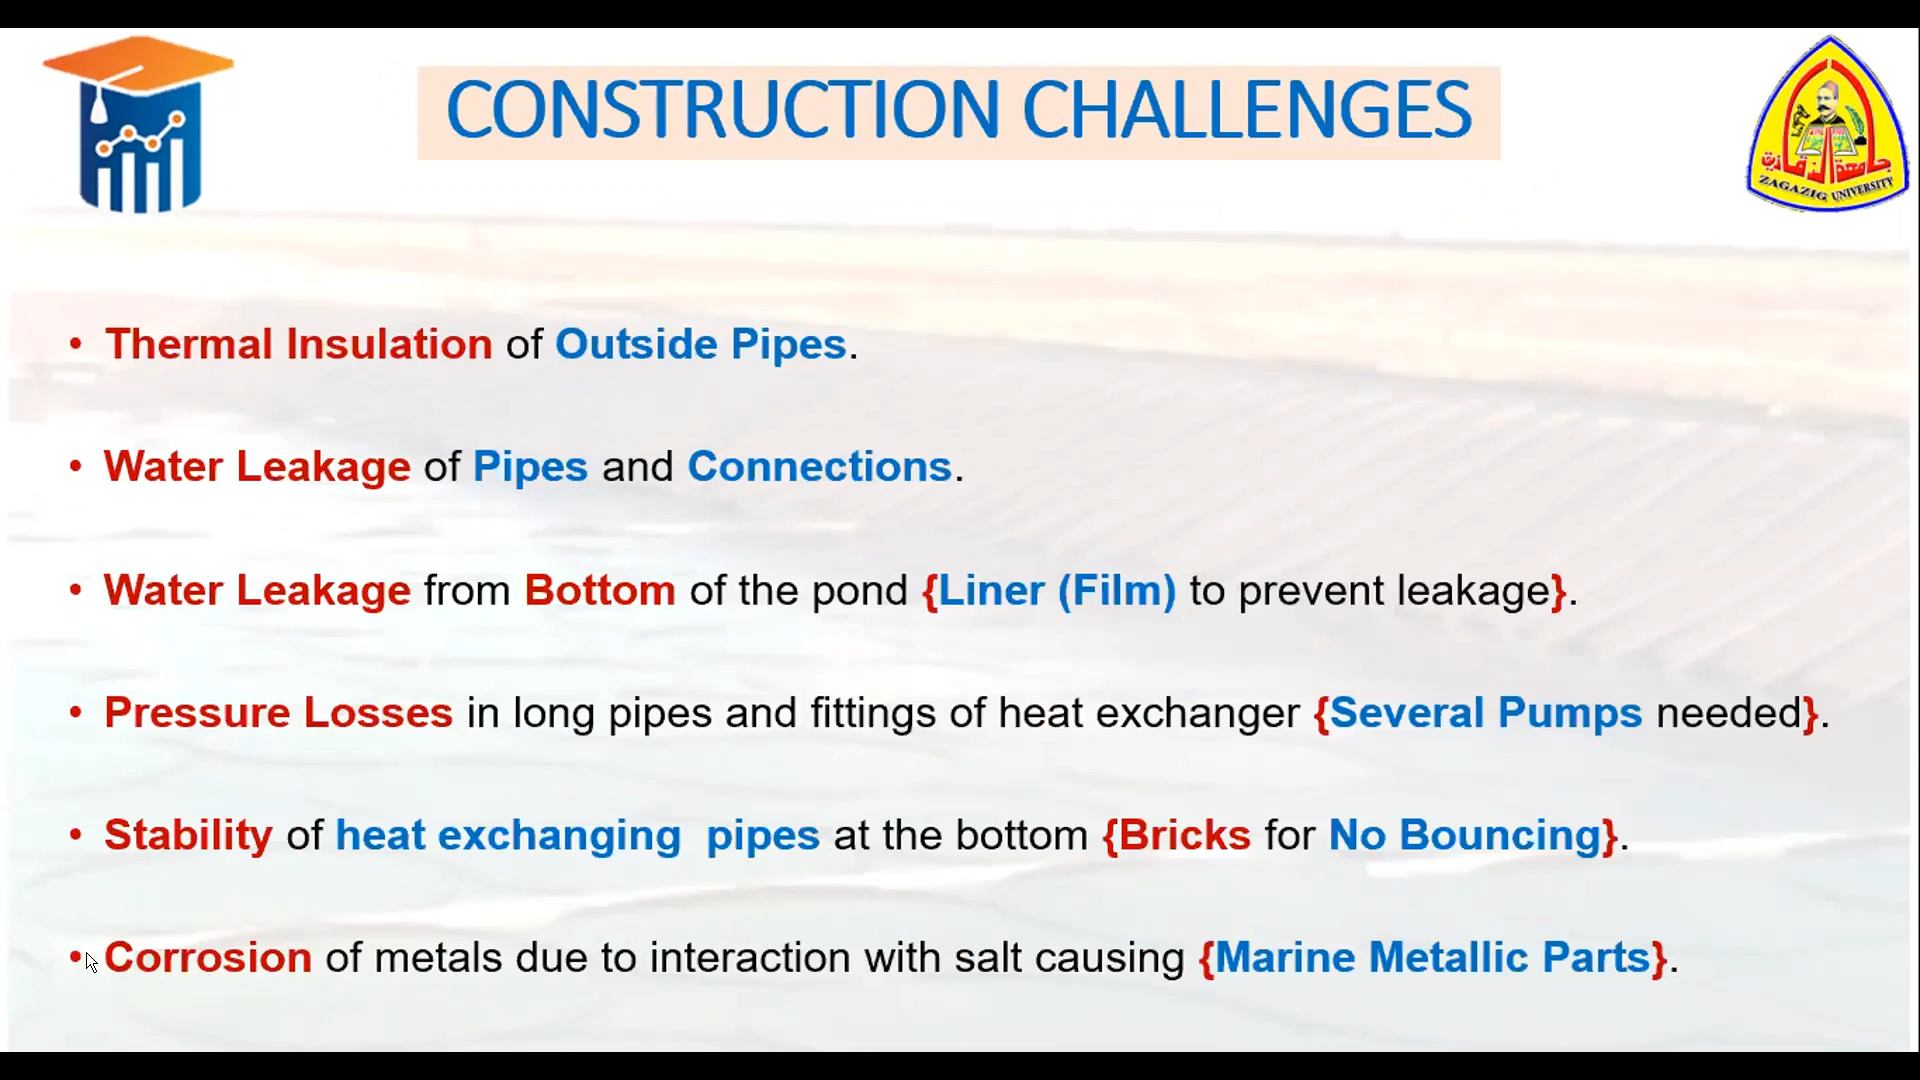 CONSTRUCTION CHALLENGES
جامعة الزقازيق
ZAGAZIG UNIVERSITY
• Thermal Insulation of Outside Pipes.
• Water Leakage of Pipes and Connections.
• Water Leakage from Bottom of the pond {Liner (Film) to prevent leakage}.
• Pressure Losses in long pipes and fittings of heat exchanger {Several Pumps needed}.
• Stability of heat exchanging  pipes at the bottom {Bricks for No Bouncing}.
• Corrosion of metals due to interaction with salt causing {Marine Metallic Parts}.